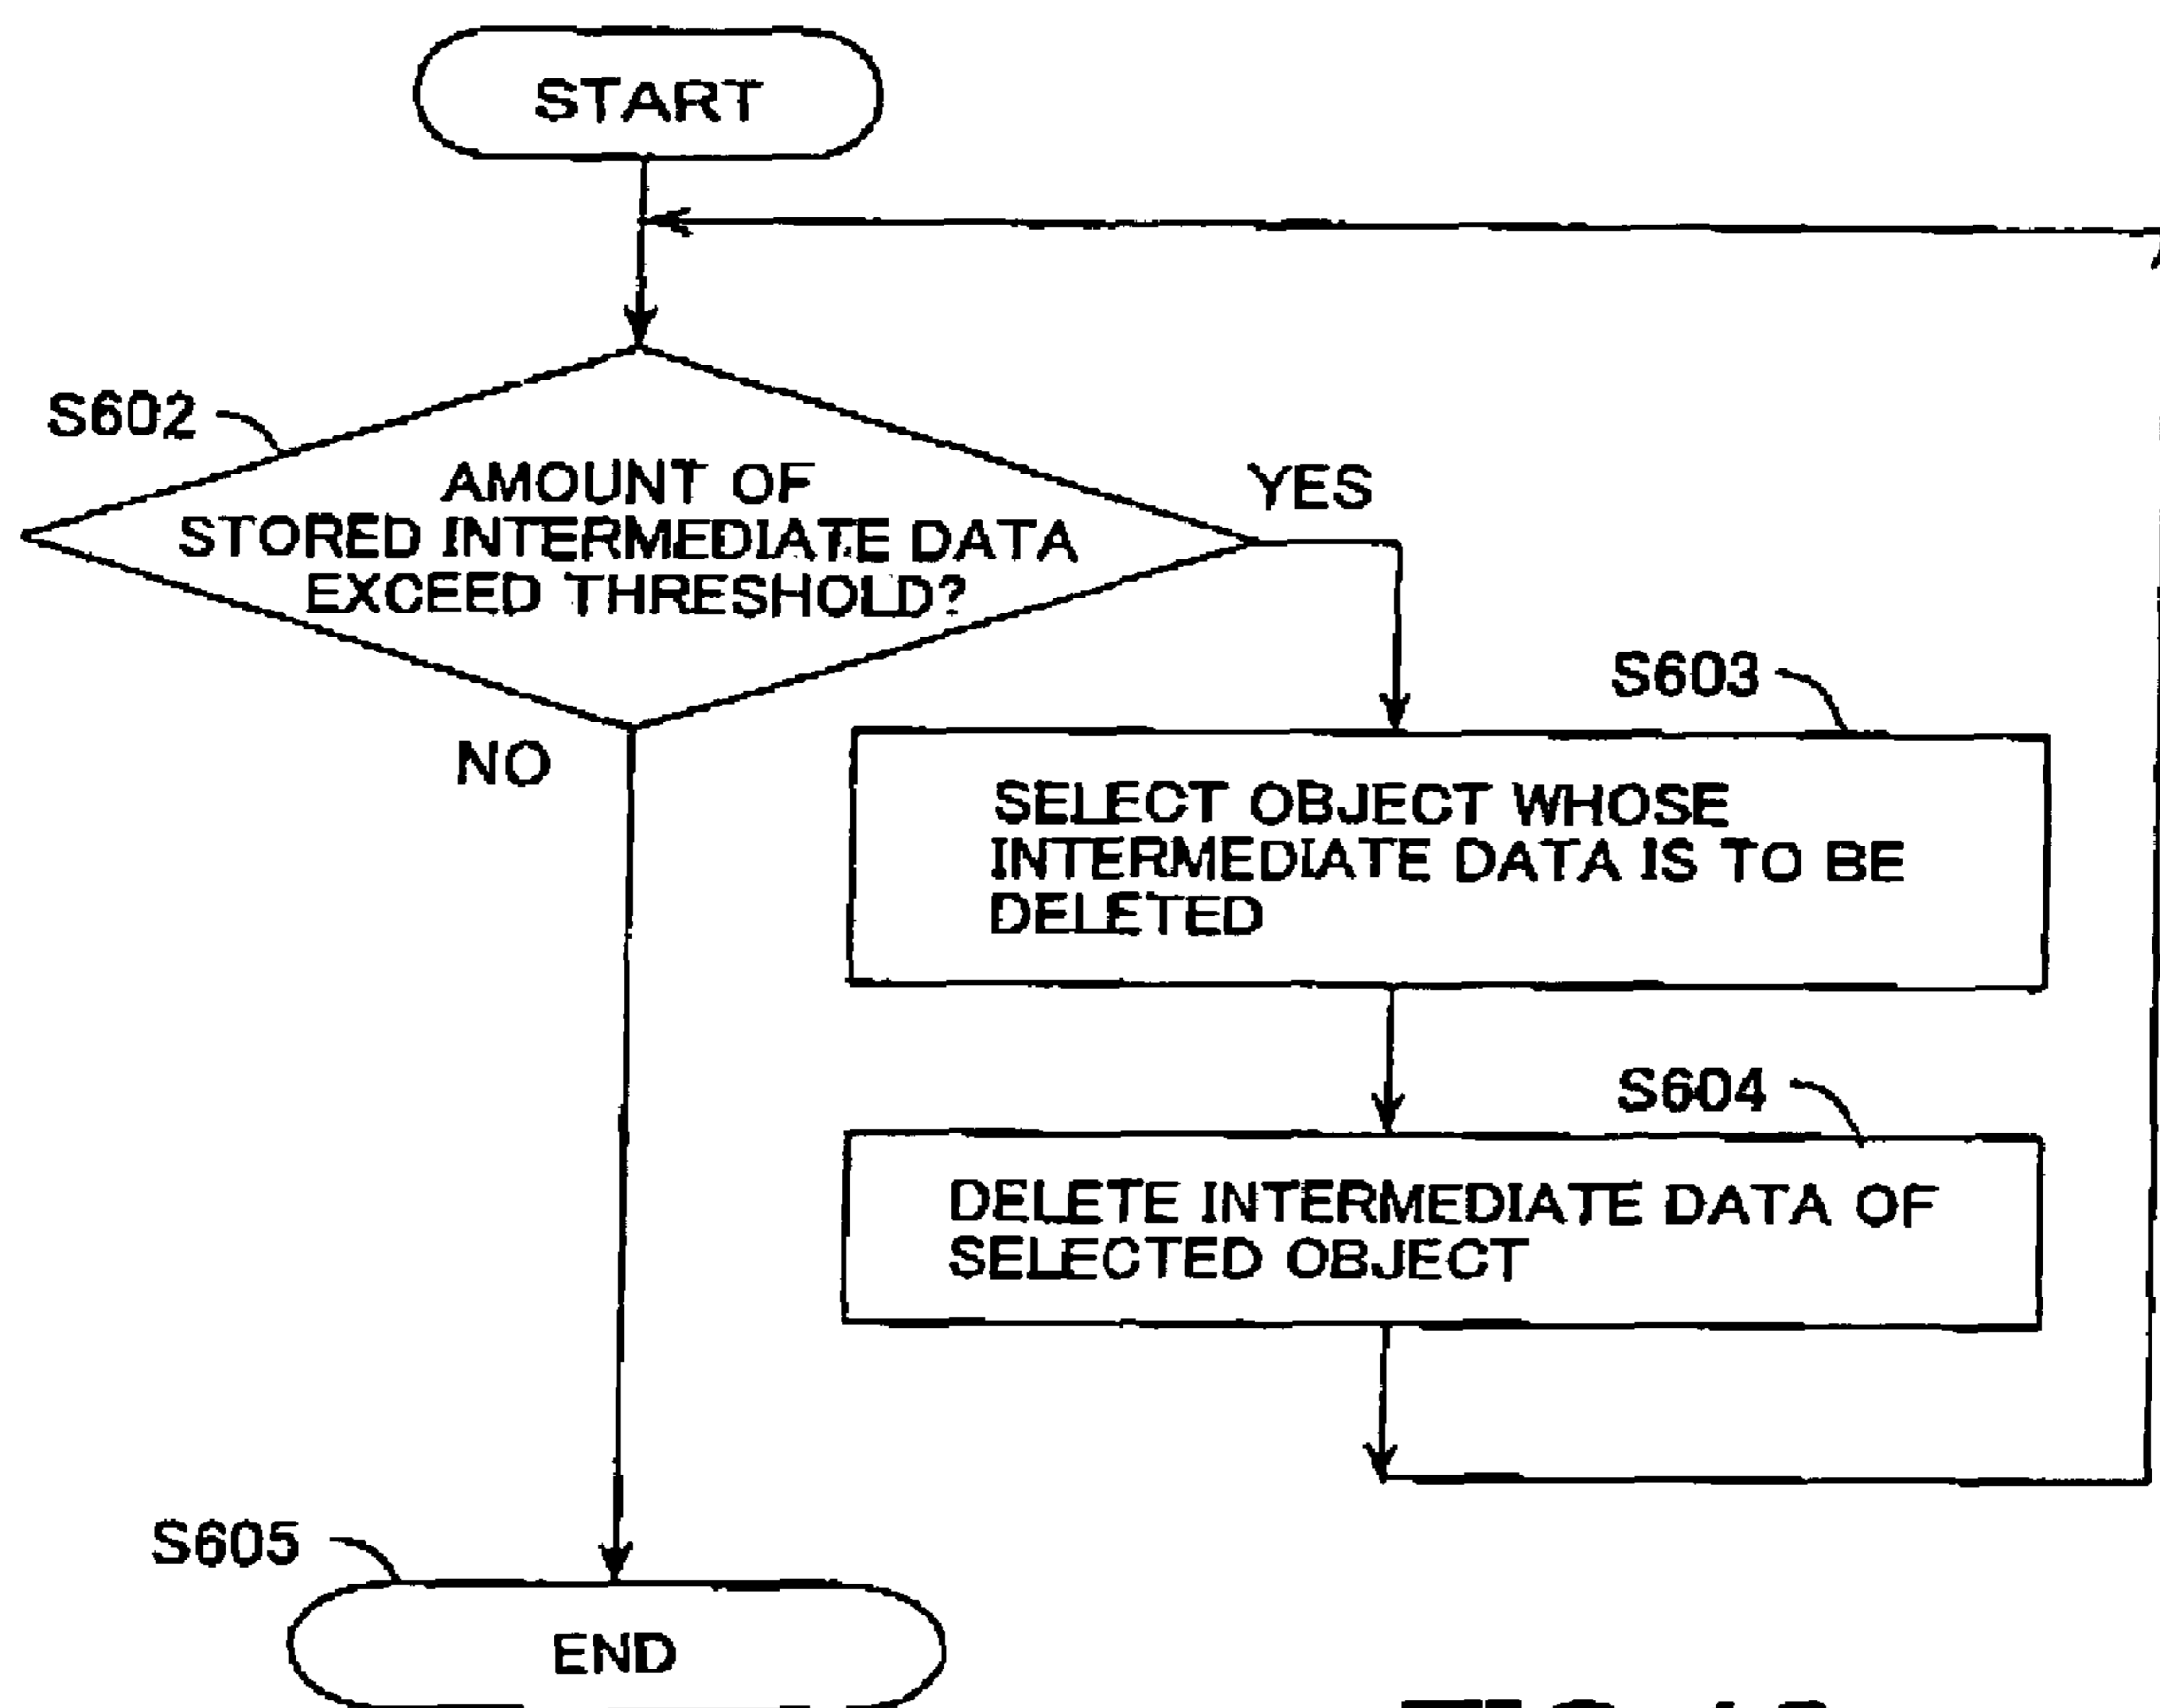 START
S602
AMOUNT OF
STORED INTERMEDIATE DATA
EXCEED THRESHOLD?
YES
NO
S603
SELECT OBJECT WHOSE
INTERMEDIATE DATA IS TO BE
DELETED
S604
DELETE INTERMEDIATE DATA OF
SELECTED OBJECT
S605
END